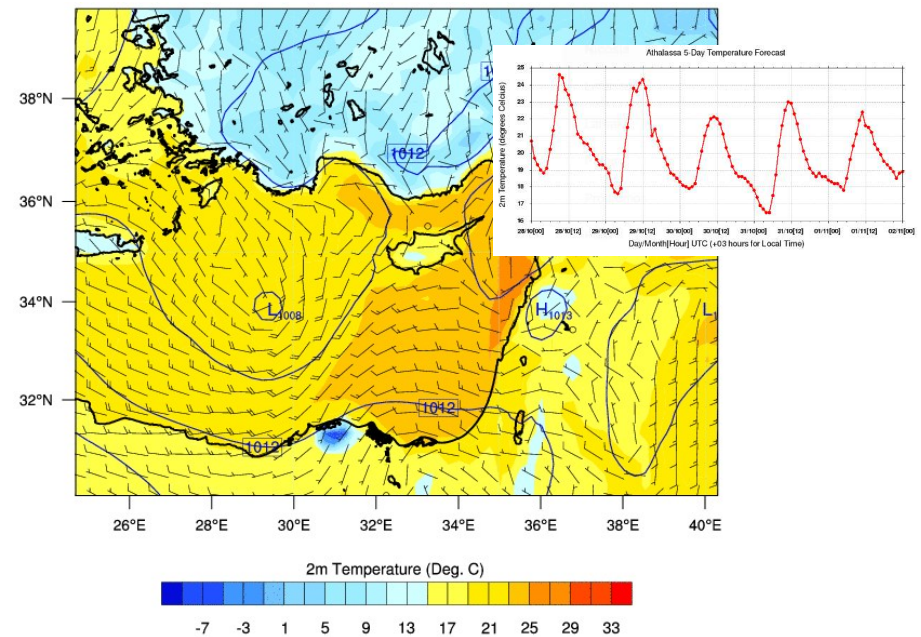 Athalassa 5-Day Temperature Forecast
2m Temperature (degrees Celcius)
25
24
23
22
21
20
19
18
17
16
28/10[00] 28/10[12] 29/10[00] 29/10[12] 30/10[00] 30/10[12] 31/10[00] 31/10[12] 01/11[00] 01/11[12] 02/11[00]
Day/Month[Hour] UTC (+03 hours for Local Time)
38°N
36°N
34°N
32°N
1012
L1008
H1013
L1
1012
1012
26°E 28°E 30°E 32°E 34°E 36°E 38°E 40°E
2m Temperature (Deg. C)
-7 -3 1 5 9 13 17 21 25 29 33